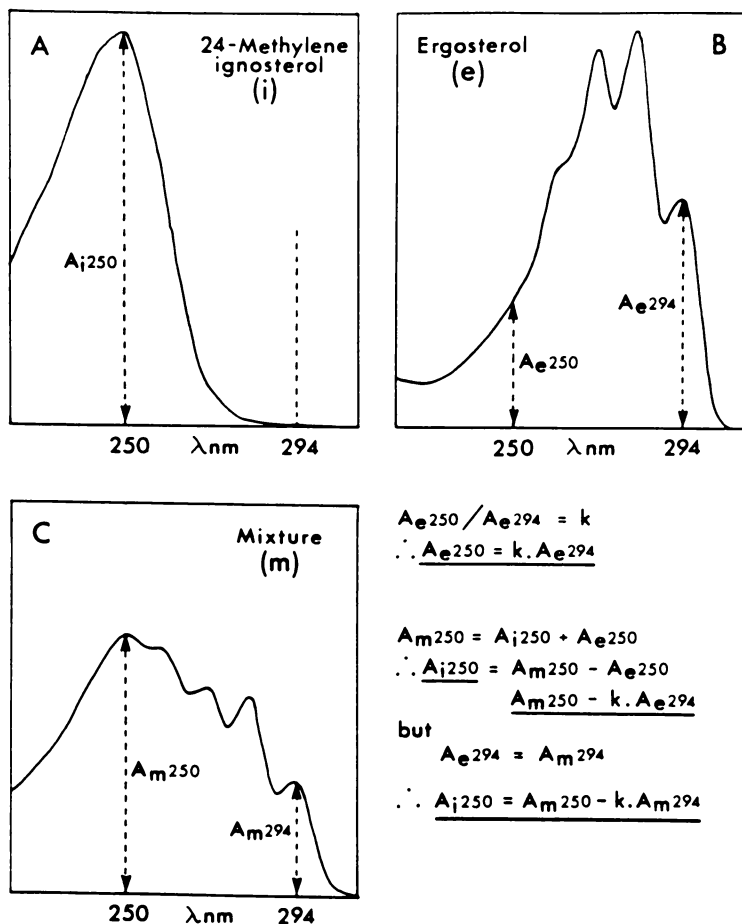 A
24-Methylene
ignosterol
(i)
Ai250
250 λnm 294
Ergosterol
(e)
B
Ae294
Ae250
250 λnm 294
C
Mixture
(m)
Am250
Am294
250 λnm 294
Ae250/Ae294 = k
∴ Ae250 = k.Ae294
Am250 = Ai250 + Ae250
∴ Ai250 = Am250 - Ae250
Am250 - k.Ae294
but
Ae294 = Am294
∴ Ai250 = Am250 - k.Am294